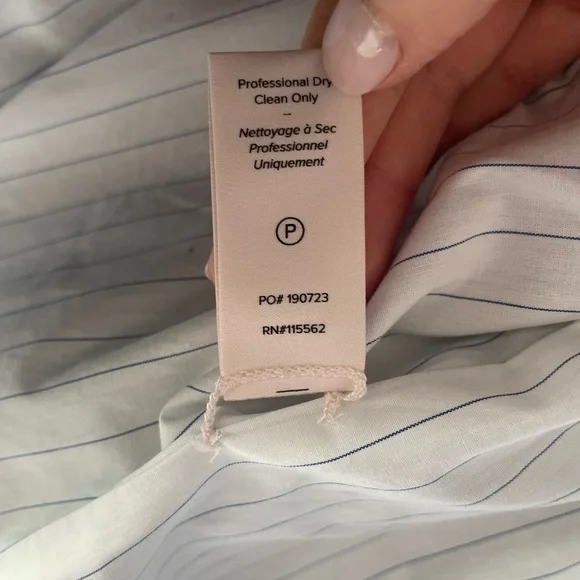 Professional Dry
Clean Only
–
Nettoyage à Sec
Professionnel
Uniquement
P
PO# 190723
RN#115562